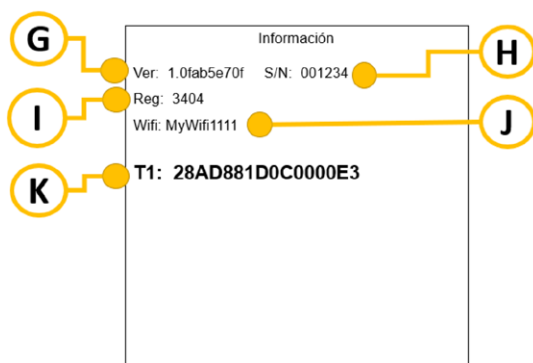 Información
G
H
Ver: 1.0fab5e70f S/N: 001234
I
Reg: 3404
Wifi: MyWifi1111
J
K
T1: 28AD881D0C0000E3